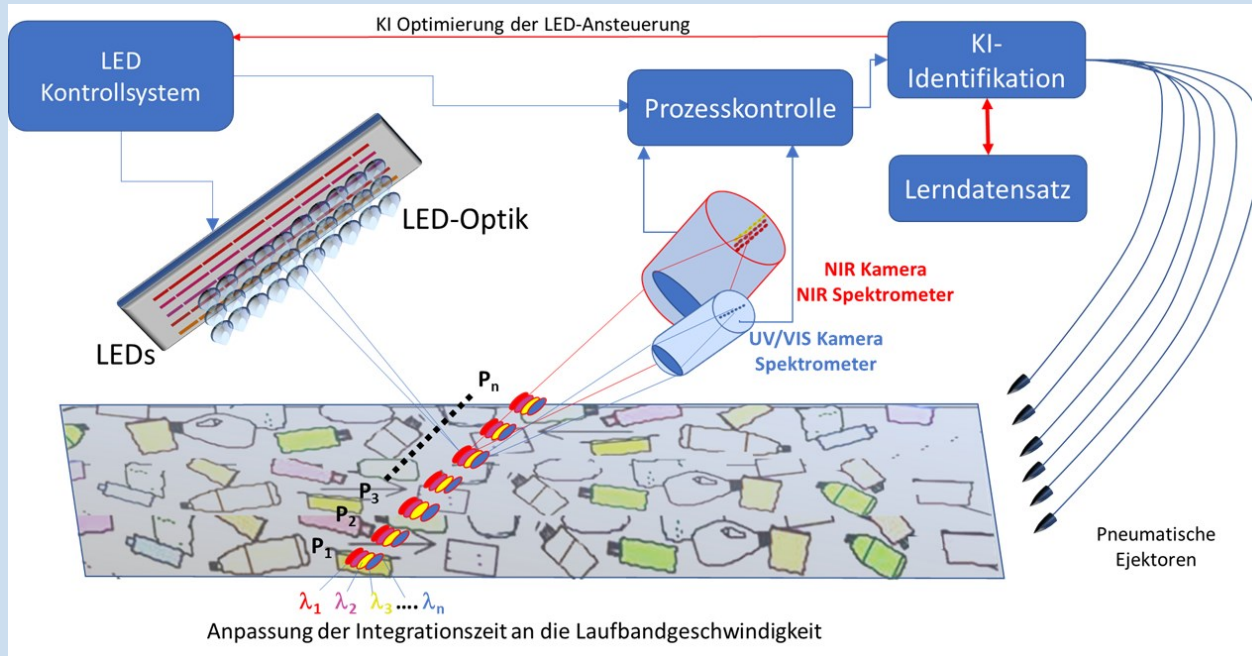 KI Optimierung der LED-Ansteuerung
LED
Kontrollsystem
Prozesskontrolle
KI-
Identifikation
Lerndatensatz
LED-Optik
LEDs
NIR Kamera
NIR Spektrometer
UV/VIS Kamera
Spektrometer
Pn
P3
P2
P1
λ1 λ2 λ3 .... λn
Pneumatische
Ejektoren
Anpassung der Integrationszeit an die Laufbandgeschwindigkeit